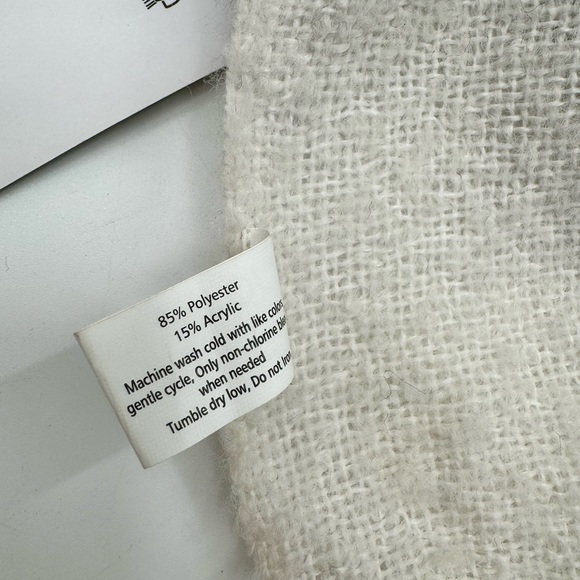 85% Polyester
15% Acrylic
Machine wash cold with like colors
gentle cycle, Only non-chlorine
when needed
Tumble dry low, Do not Iron